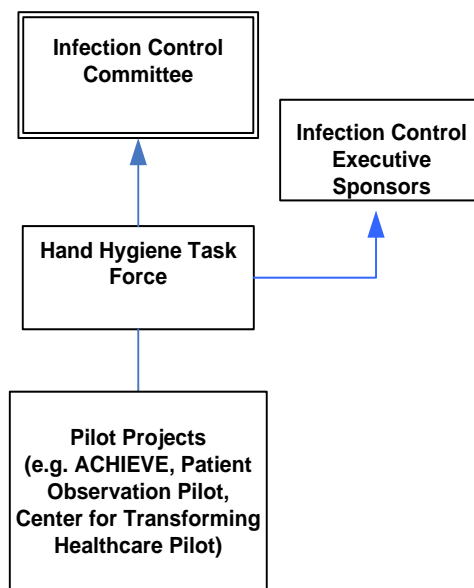 Infection Control
Committee
Infection Control
Executive
Sponsors
Hand Hygiene Task
Force
Pilot Projects
(e.g. ACHIEVE, Patient
Observation Pilot,
Center for Transforming
Healthcare Pilot)